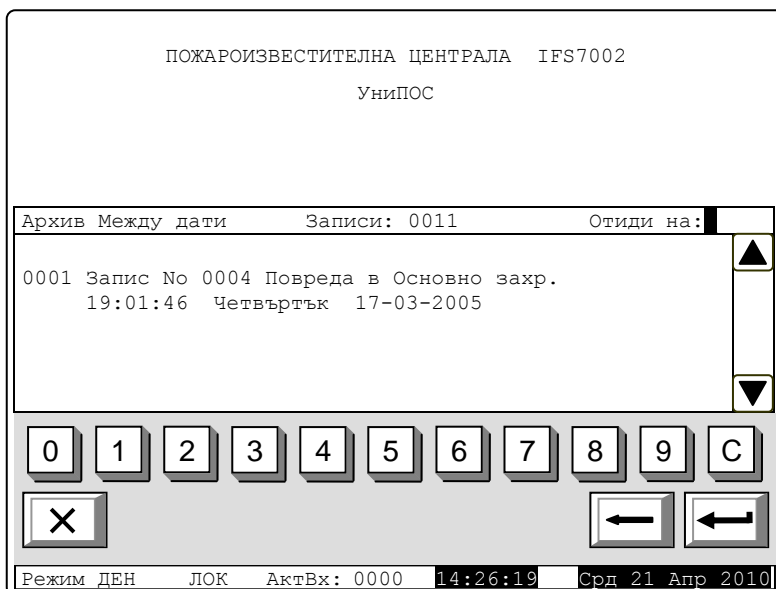 ПОЖАРОИЗВЕСТИТЕЛНА ЦЕНТРАЛА IFS7002
УниПОС
Архив Между дати Записи: 0011 Отиди на:
0001 Запис No 0004 Повреда в Основно захр.
19:01:46 Четвъртък 17-03-2005
0 1 2 3 4 5 6 7 8 9 C
Режим ДЕН ЛОК АктВх: 0000 14:26:19 Срд 21 Апр 2010